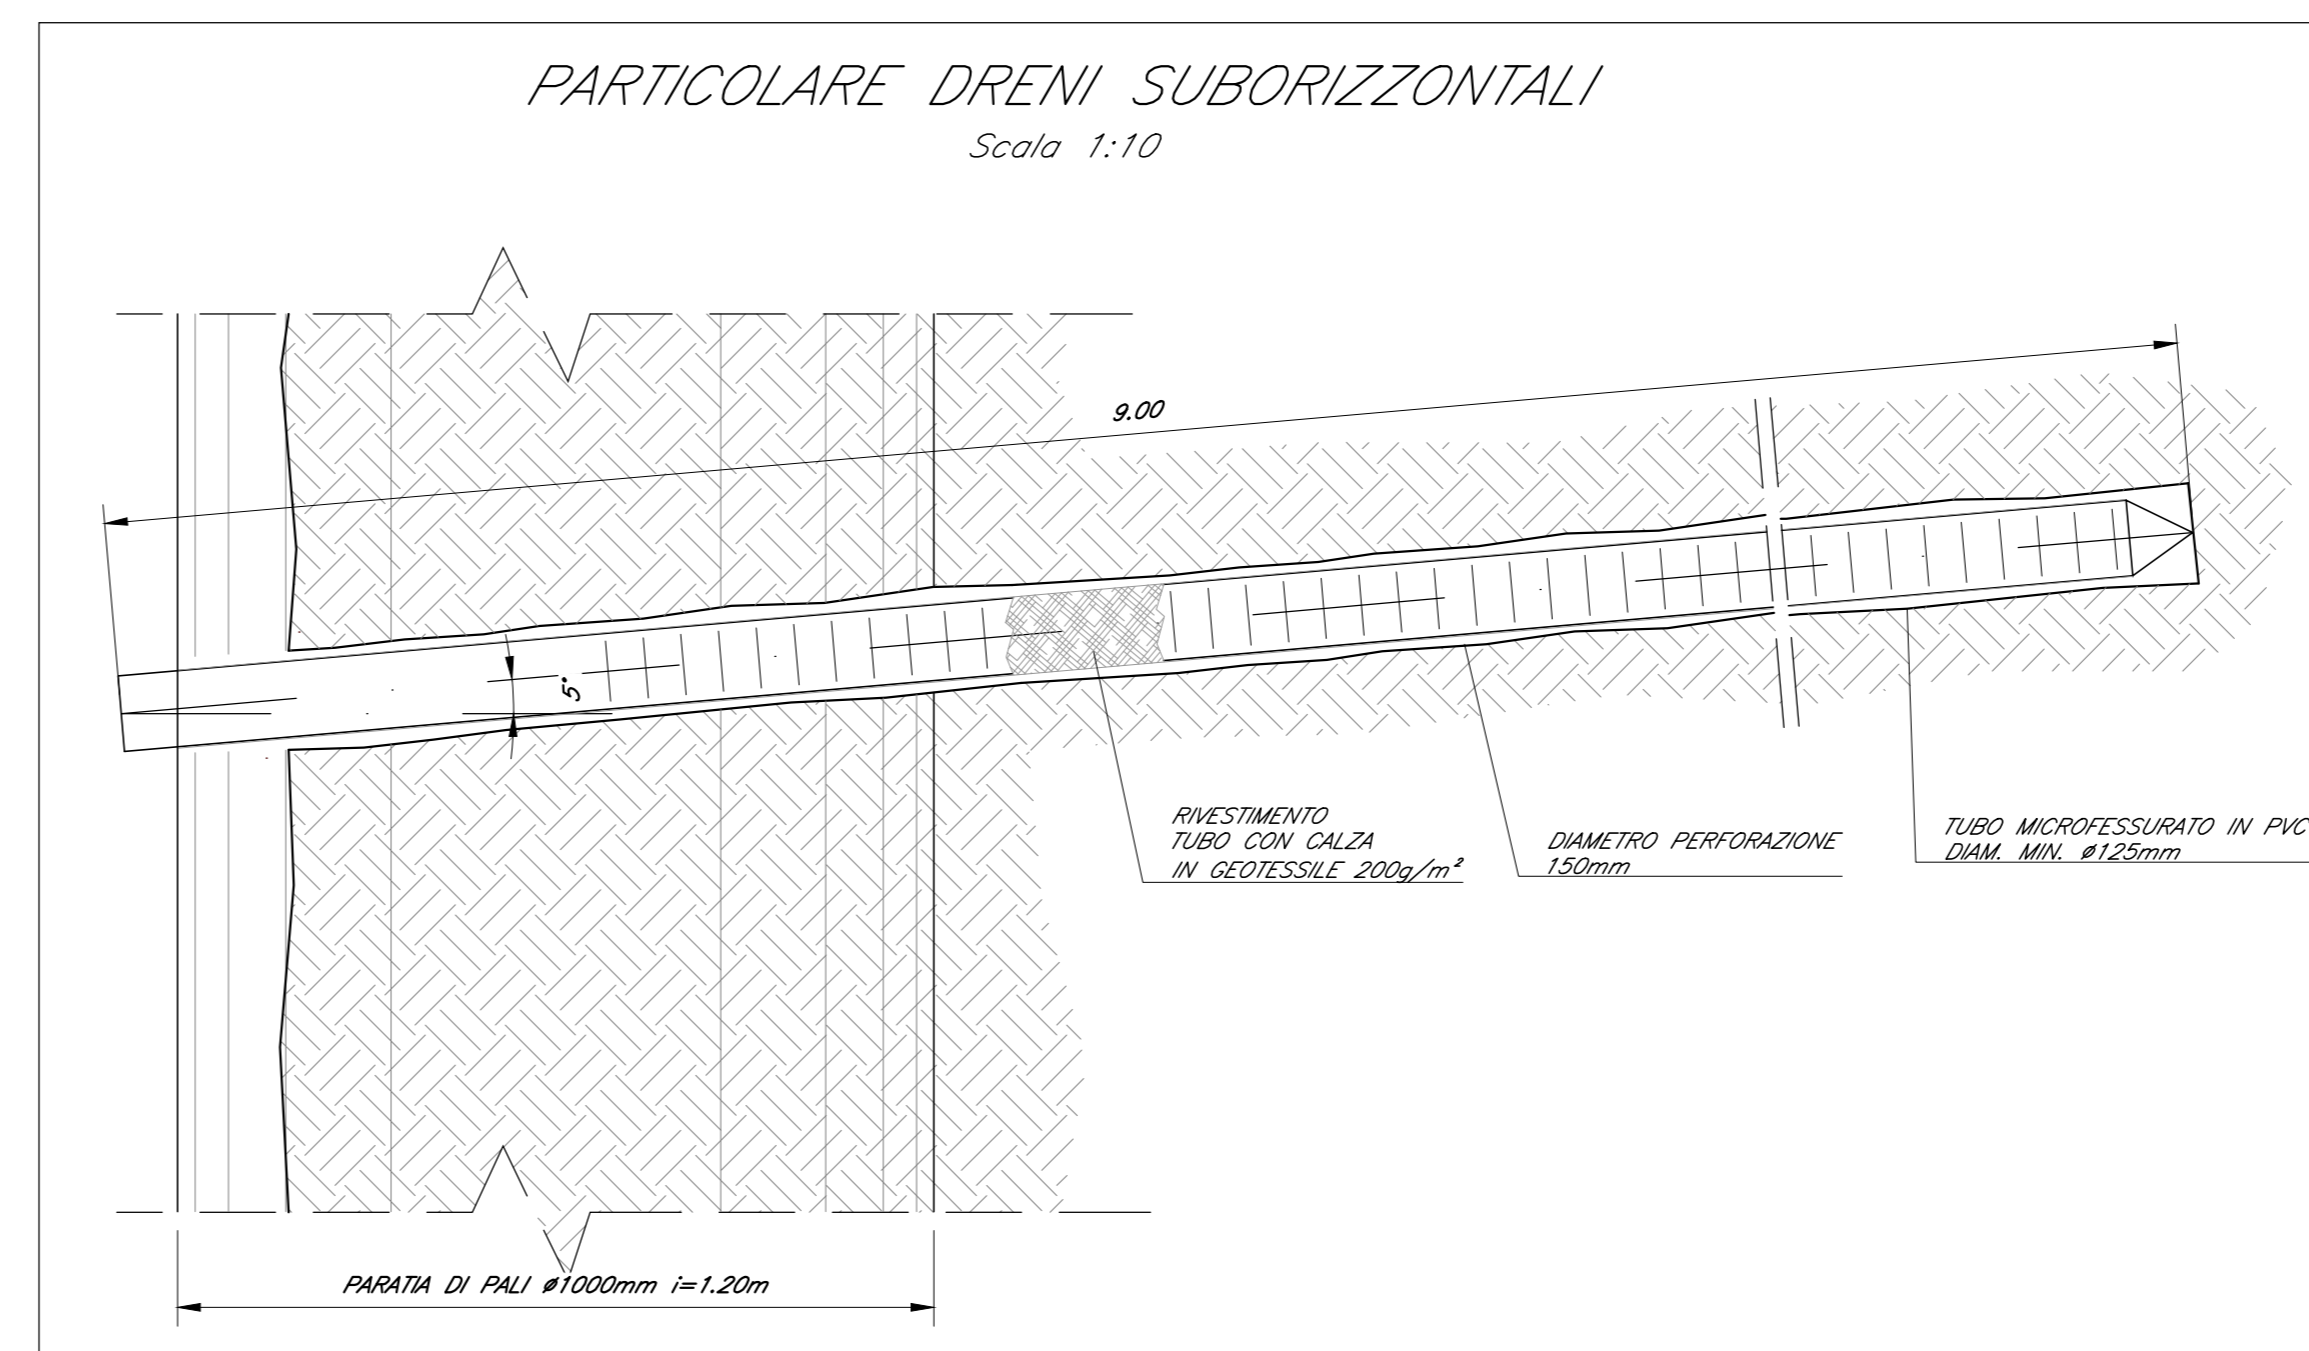 PARTICOLARE DRENI SUBORIZZONTALI
Scala 1:10
9.00
5°
RIVESTIMENTO
TUBO CON CALZA
IN GEOTESSILE 200g/m²
DIAMETRO PERFORAZIONE
150mm
TUBO MICROFESSURATO IN PVC
DIAM. MIN. ø125mm
PARATIA DI PALI ø1000mm i=1.20m